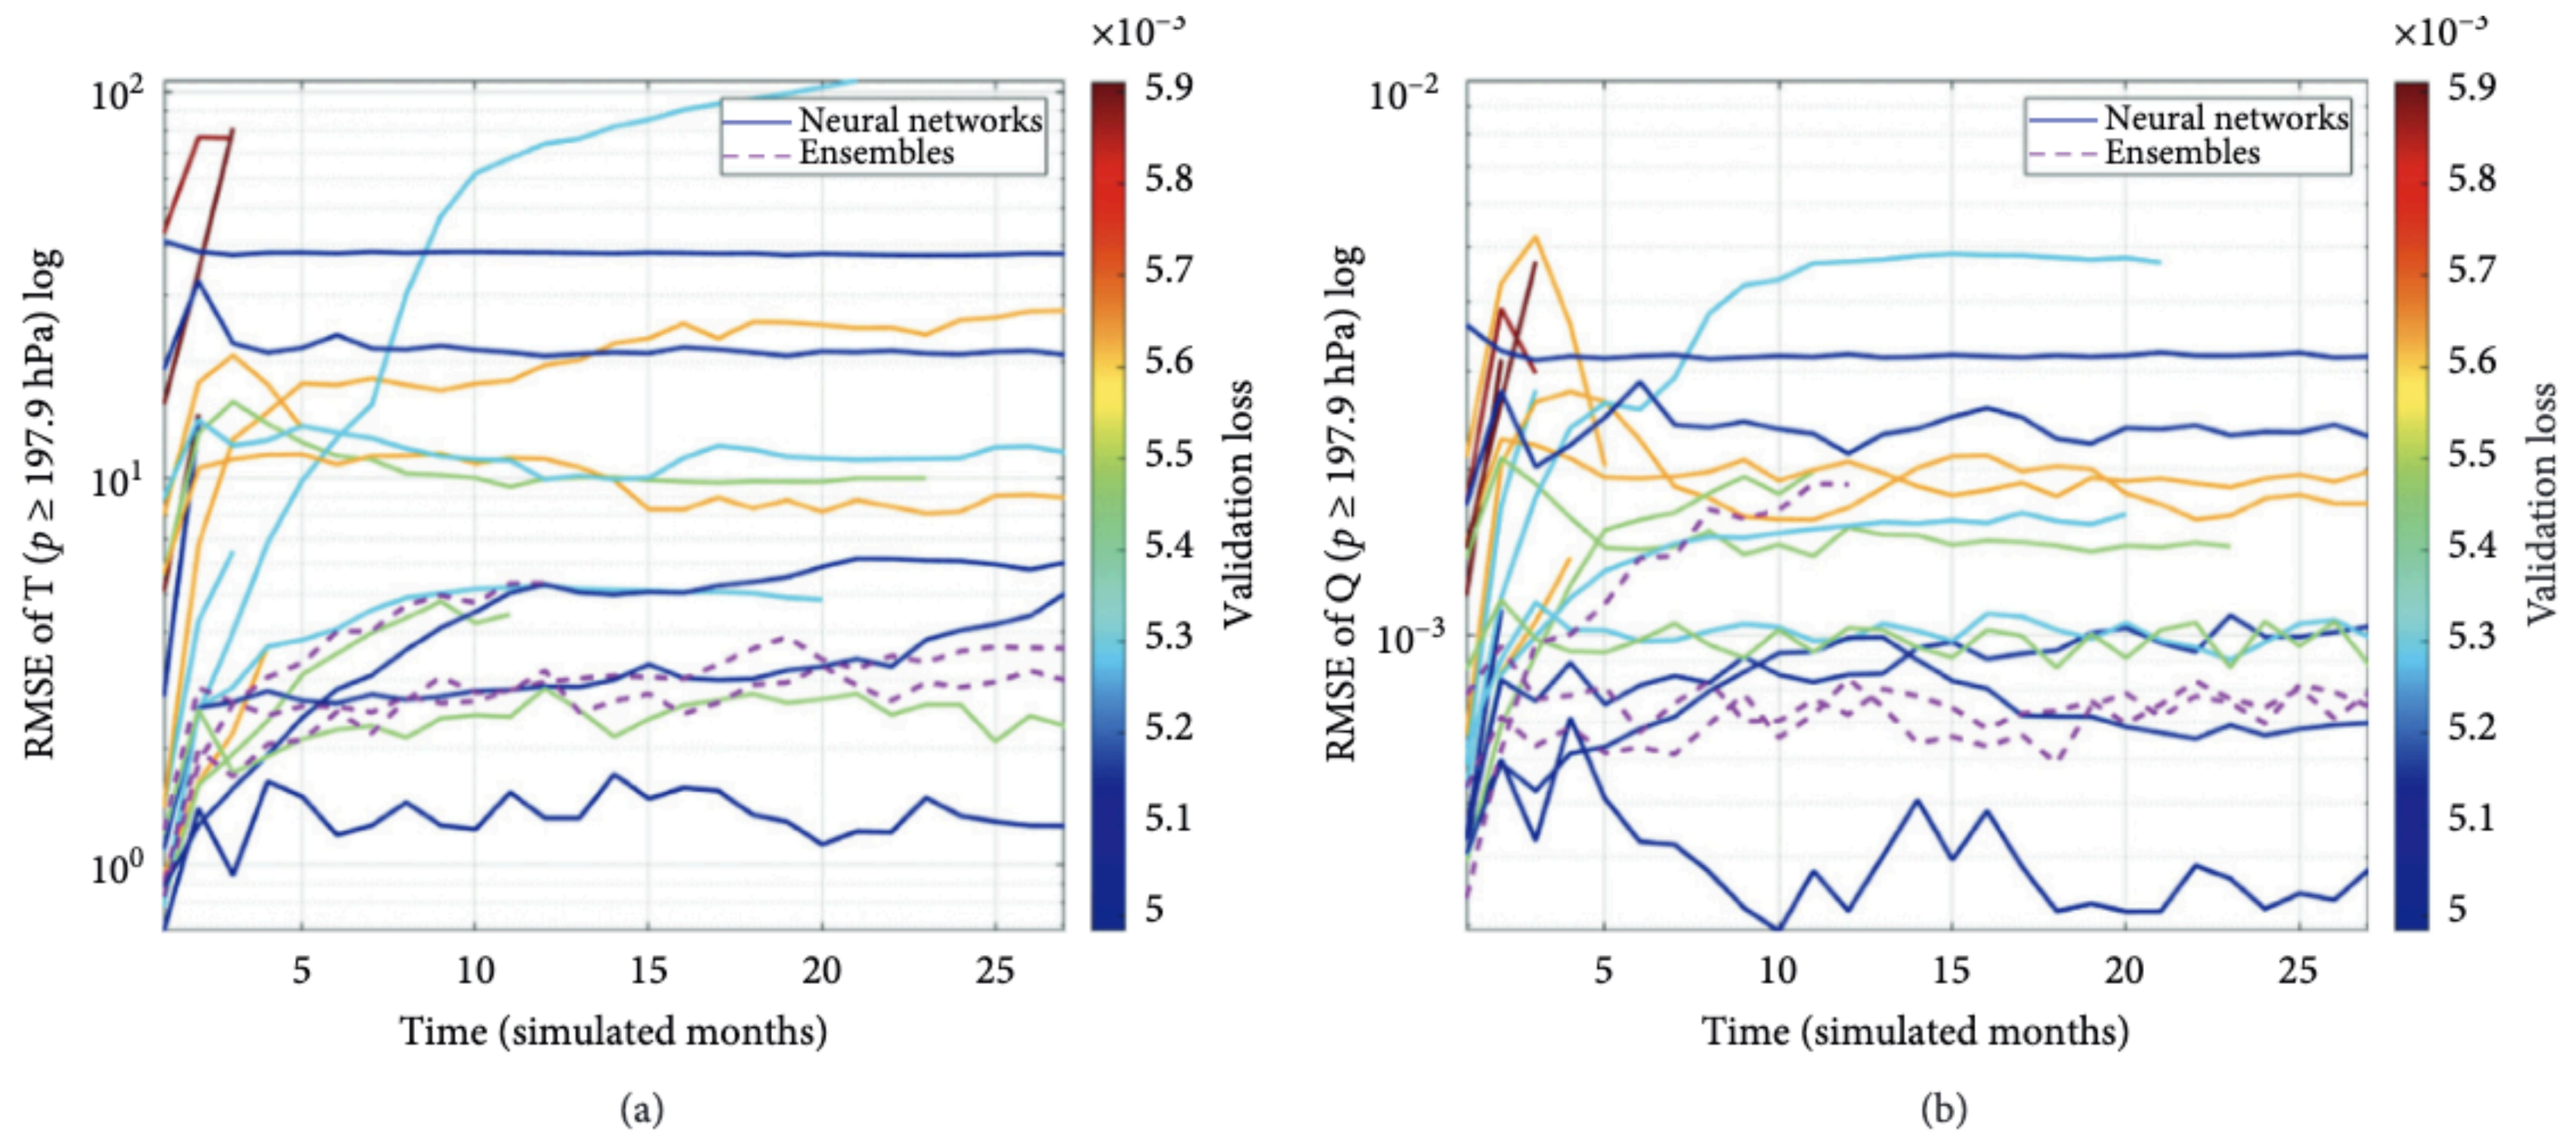 ×10⁻³
10²
10¹
10⁰
RMSE of T (p ≥ 197.9 hPa) log
Neural networks
Ensembles
5.9
5.8
5.7
5.6
5.5
5.4
5.3
5.2
5.1
5
Validation loss
5 10 15 20 25
Time (simulated months)
(a)
×10⁻³
10⁻²
10⁻³
RMSE of Q (p ≥ 197.9 hPa) log
Neural networks
Ensembles
5.9
5.8
5.7
5.6
5.5
5.4
5.3
5.2
5.1
5
Validation loss
5 10 15 20 25
Time (simulated months)
(b)